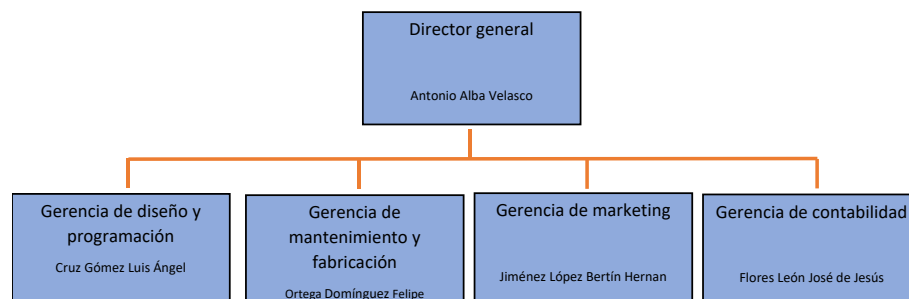 Director general
Antonio Alba Velasco
Gerencia de diseño y
programación
Cruz Gómez Luis Ángel
Gerencia de
mantenimiento y
fabricación
Ortega Domínguez Felipe
Gerencia de marketing
Jiménez López Bertín Hernan
Gerencia de contabilidad
Flores León José de Jesús